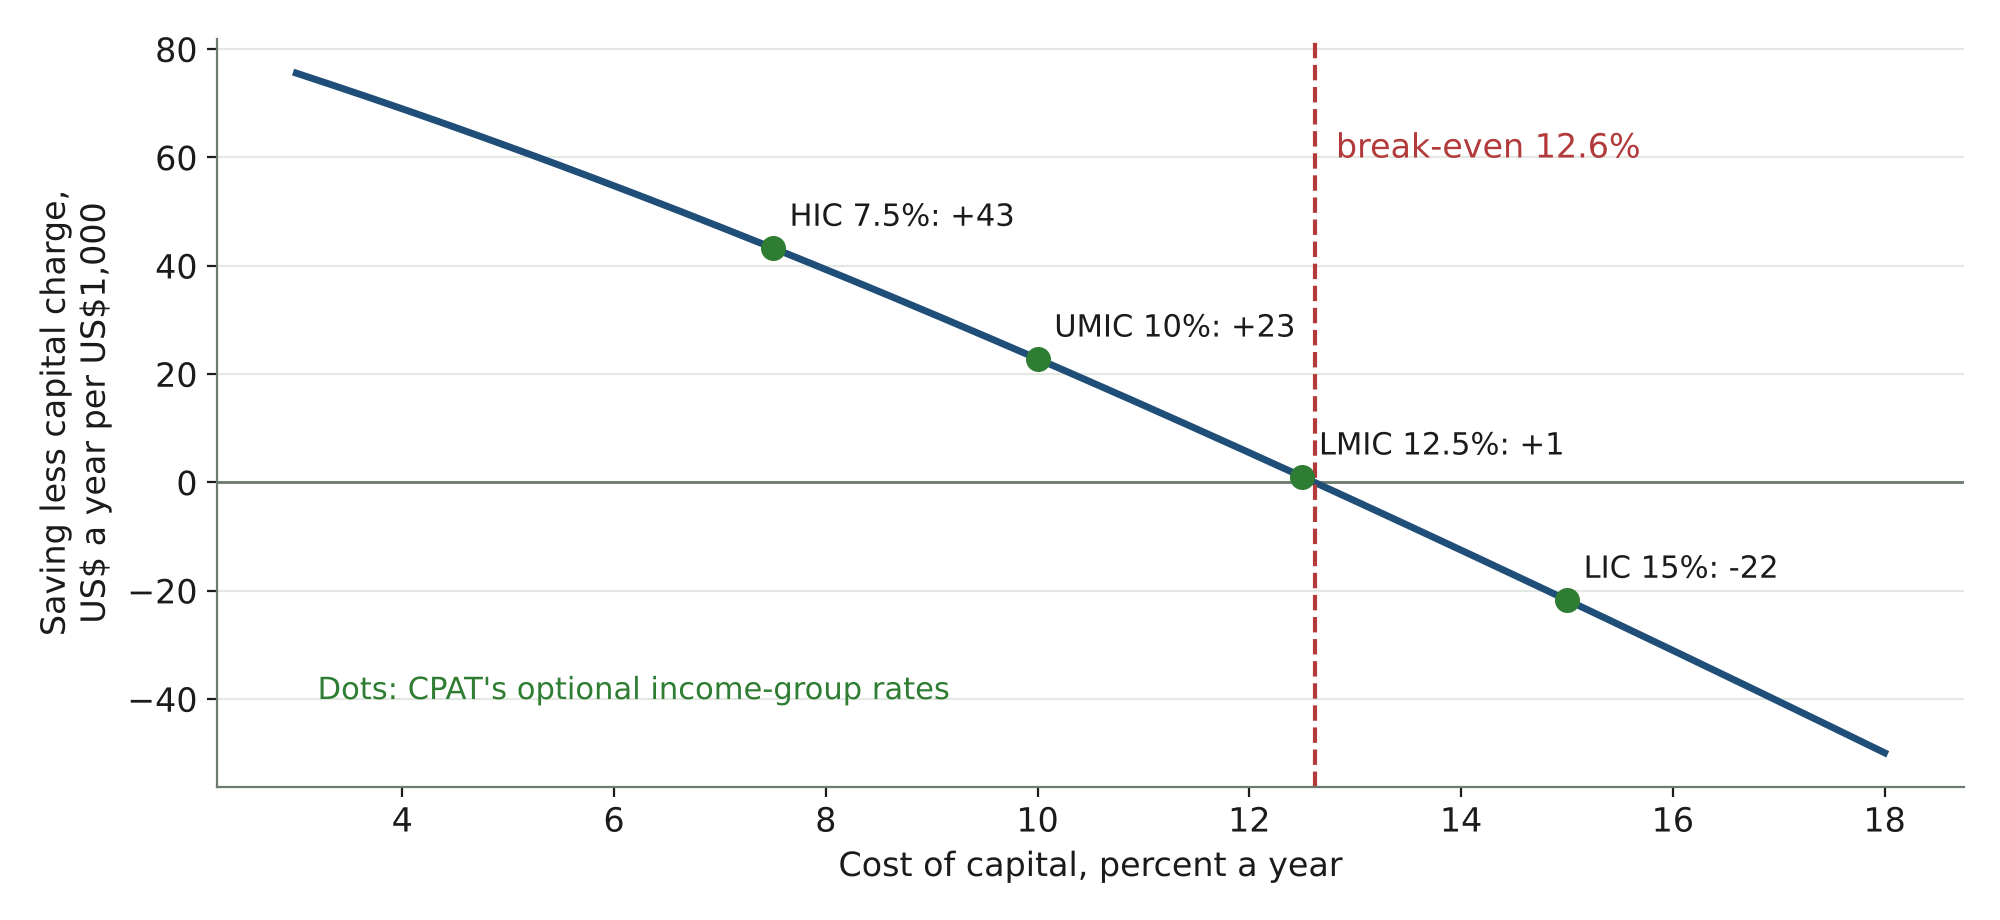 Saving less capital charge,
US$ a year per US$1,000
80
60
40
20
0
−20
−40
break-even 12.6%
HIC 7.5%: +43
UMIC 10%: +23
LMIC 12.5%: +1
LIC 15%: -22
Dots: CPAT's optional income-group rates
4 6 8 10 12 14 16 18
Cost of capital, percent a year